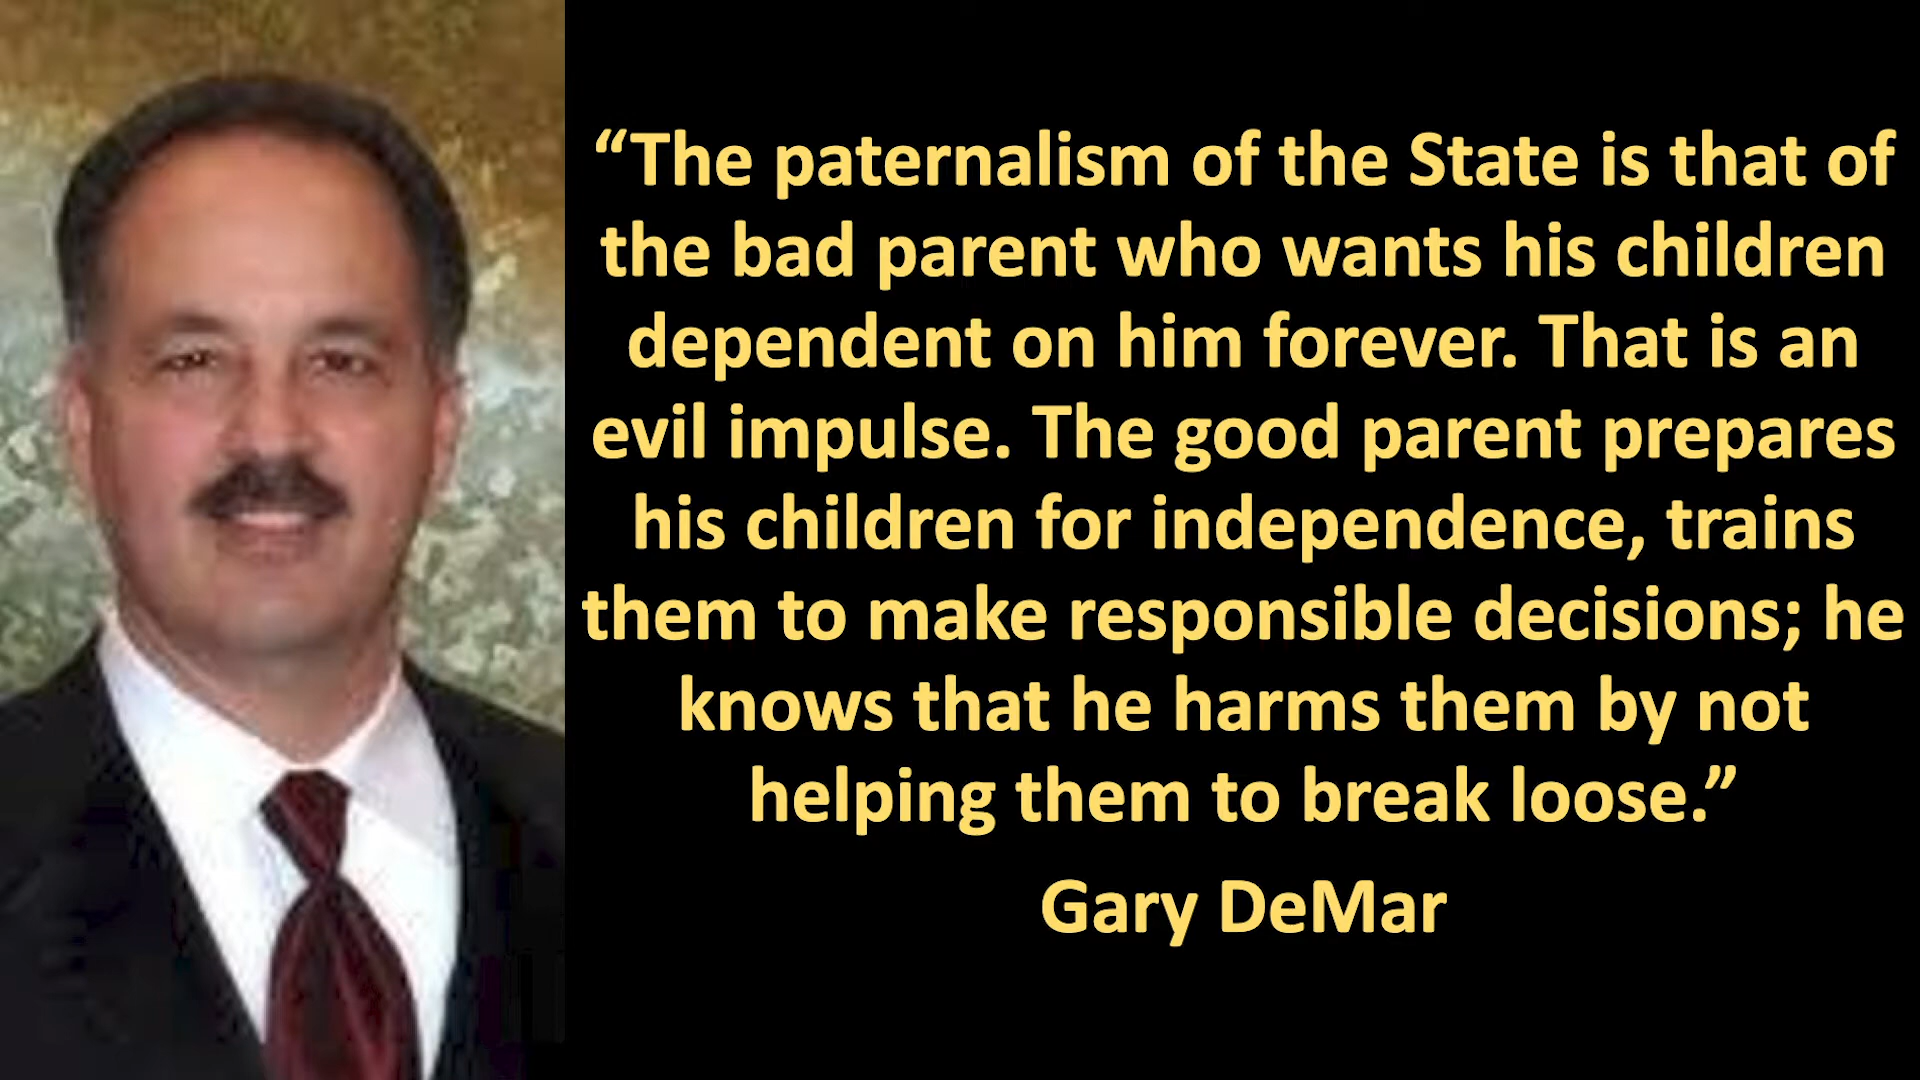 “The paternalism of the State is that of
the bad parent who wants his children
dependent on him forever. That is an
evil impulse. The good parent prepares
his children for independence, trains
them to make responsible decisions; he
knows that he harms them by not
helping them to break loose.”
Gary DeMar